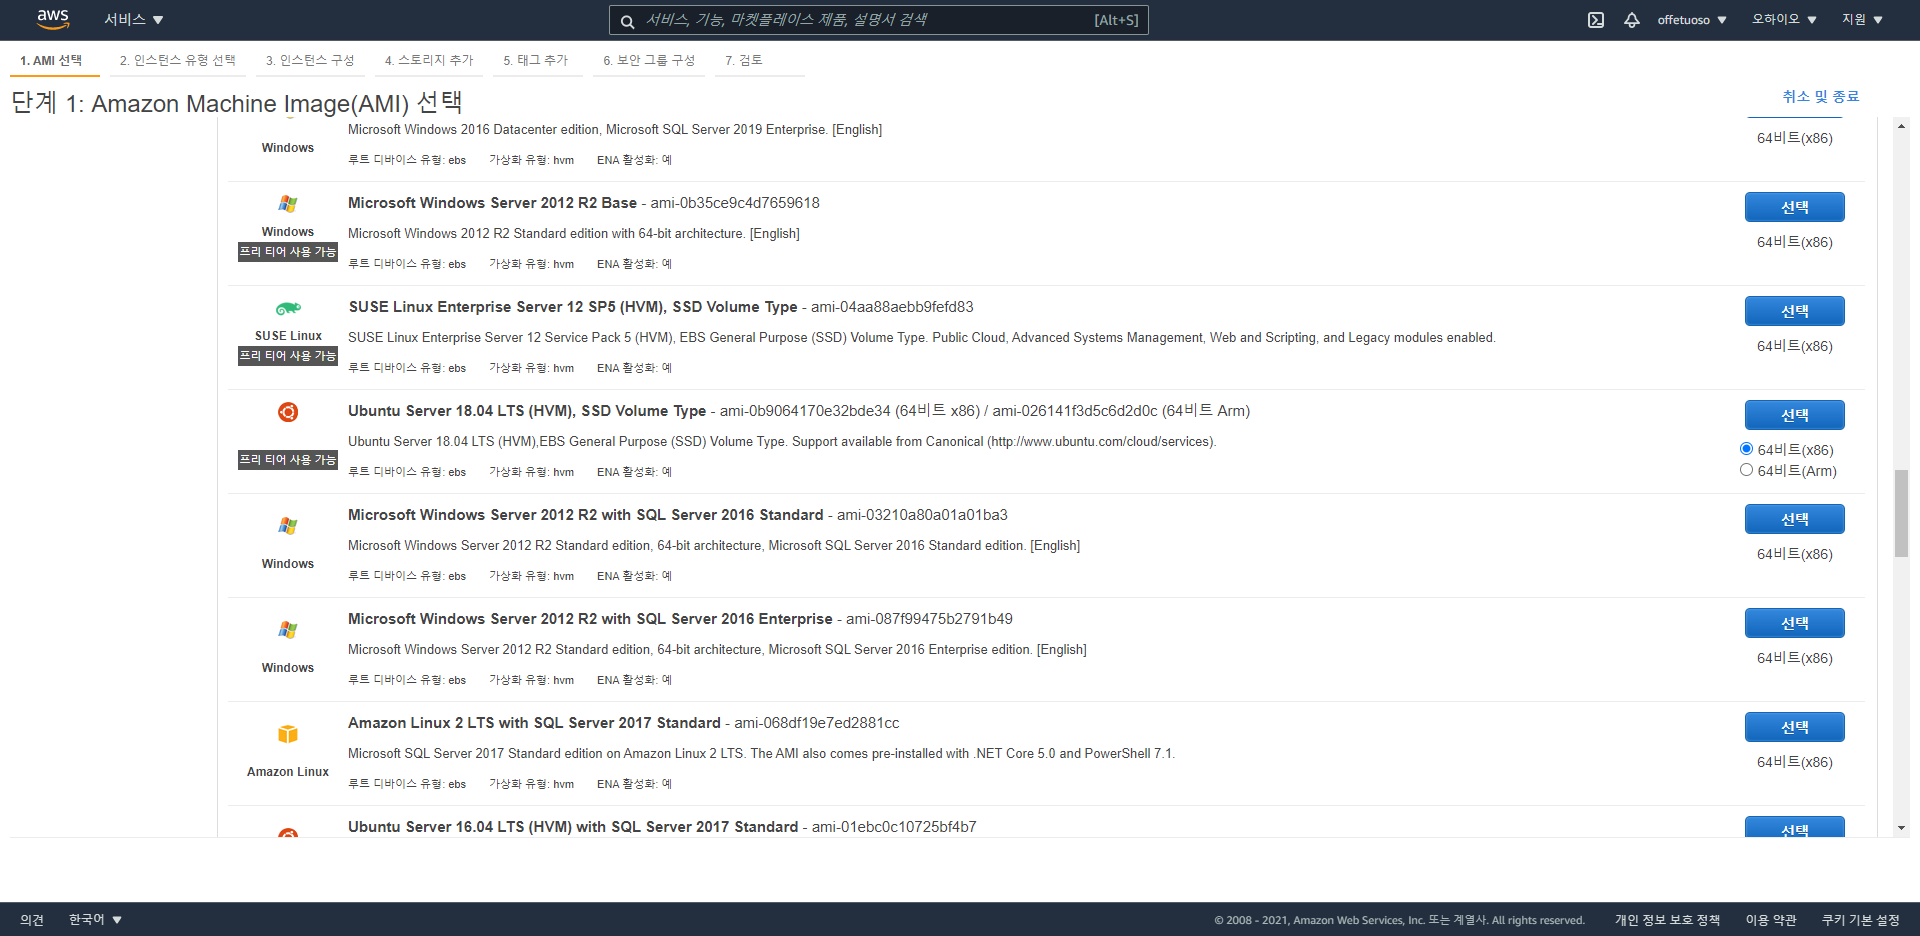 aws 서비스 ▼ 서비스, 기능, 마켓플레이스 제품, 설명서 검색 [Alt+S] offetuoso ▼ 오하이오 ▼ 지원 ▼
1. AMI 선택 2. 인스턴스 유형 선택 3. 인스턴스 구성 4. 스토리지 추가 5. 태그 추가 6. 보안 그룹 구성 7. 검토
단계 1: Amazon Machine Image(AMI) 선택 취소 및 종료
Microsoft Windows 2016 Datacenter edition, Microsoft SQL Server 2019 Enterprise. [English]
64비트(x86)
Windows
루트 디바이스 유형: ebs 가상화 유형: hvm ENA 활성화: 예
Microsoft Windows Server 2012 R2 Base - ami-0b35ce9c4d7659618 선택
Windows
Microsoft Windows 2012 R2 Standard edition with 64-bit architecture. [English]
64비트(x86)
프리 티어 사용 가능
루트 디바이스 유형: ebs 가상화 유형: hvm ENA 활성화: 예
SUSE Linux Enterprise Server 12 SP5 (HVM), SSD Volume Type - ami-04aa88aebb9fefd83 선택
SUSE Linux
SUSE Linux Enterprise Server 12 Service Pack 5 (HVM), EBS General Purpose (SSD) Volume Type. Public Cloud, Advanced Systems Management, Web and Scripting, and Legacy modules enabled.
64비트(x86)
프리 티어 사용 가능
루트 디바이스 유형: ebs 가상화 유형: hvm ENA 활성화: 예
Ubuntu Server 18.04 LTS (HVM), SSD Volume Type - ami-0b9064170e32bde34 (64비트 x86) / ami-026141f3d5c6d2d0c (64비트 Arm) 선택
Ubuntu Server 18.04 LTS (HVM),EBS General Purpose (SSD) Volume Type. Support available from Canonical (http://www.ubuntu.com/cloud/services).
64비트(x86)
프리 티어 사용 가능
루트 디바이스 유형: ebs 가상화 유형: hvm ENA 활성화: 예
64비트(Arm)
Microsoft Windows Server 2012 R2 with SQL Server 2016 Standard - ami-03210a80a01a01ba3 선택
Microsoft Windows Server 2012 R2 Standard edition, 64-bit architecture, Microsoft SQL Server 2016 Standard edition. [English]
64비트(x86)
Windows
루트 디바이스 유형: ebs 가상화 유형: hvm ENA 활성화: 예
Microsoft Windows Server 2012 R2 with SQL Server 2016 Enterprise - ami-087f99475b2791b49 선택
Microsoft Windows Server 2012 R2 Standard edition, 64-bit architecture, Microsoft SQL Server 2016 Enterprise edition. [English]
64비트(x86)
Windows
루트 디바이스 유형: ebs 가상화 유형: hvm ENA 활성화: 예
Amazon Linux 2 LTS with SQL Server 2017 Standard - ami-068df19e7ed2881cc 선택
Microsoft SQL Server 2017 Standard edition on Amazon Linux 2 LTS. The AMI also comes pre-installed with .NET Core 5.0 and PowerShell 7.1.
64비트(x86)
Amazon Linux
루트 디바이스 유형: ebs 가상화 유형: hvm ENA 활성화: 예
Ubuntu Server 16.04 LTS (HVM) with SQL Server 2017 Standard - ami-01ebc0c10725bf4b7 선택
의견 한국어 ▼ © 2008 - 2021, Amazon Web Services, Inc. 또는 계열사. All rights reserved. 개인 정보 보호 정책 이용 약관 쿠키 기본 설정